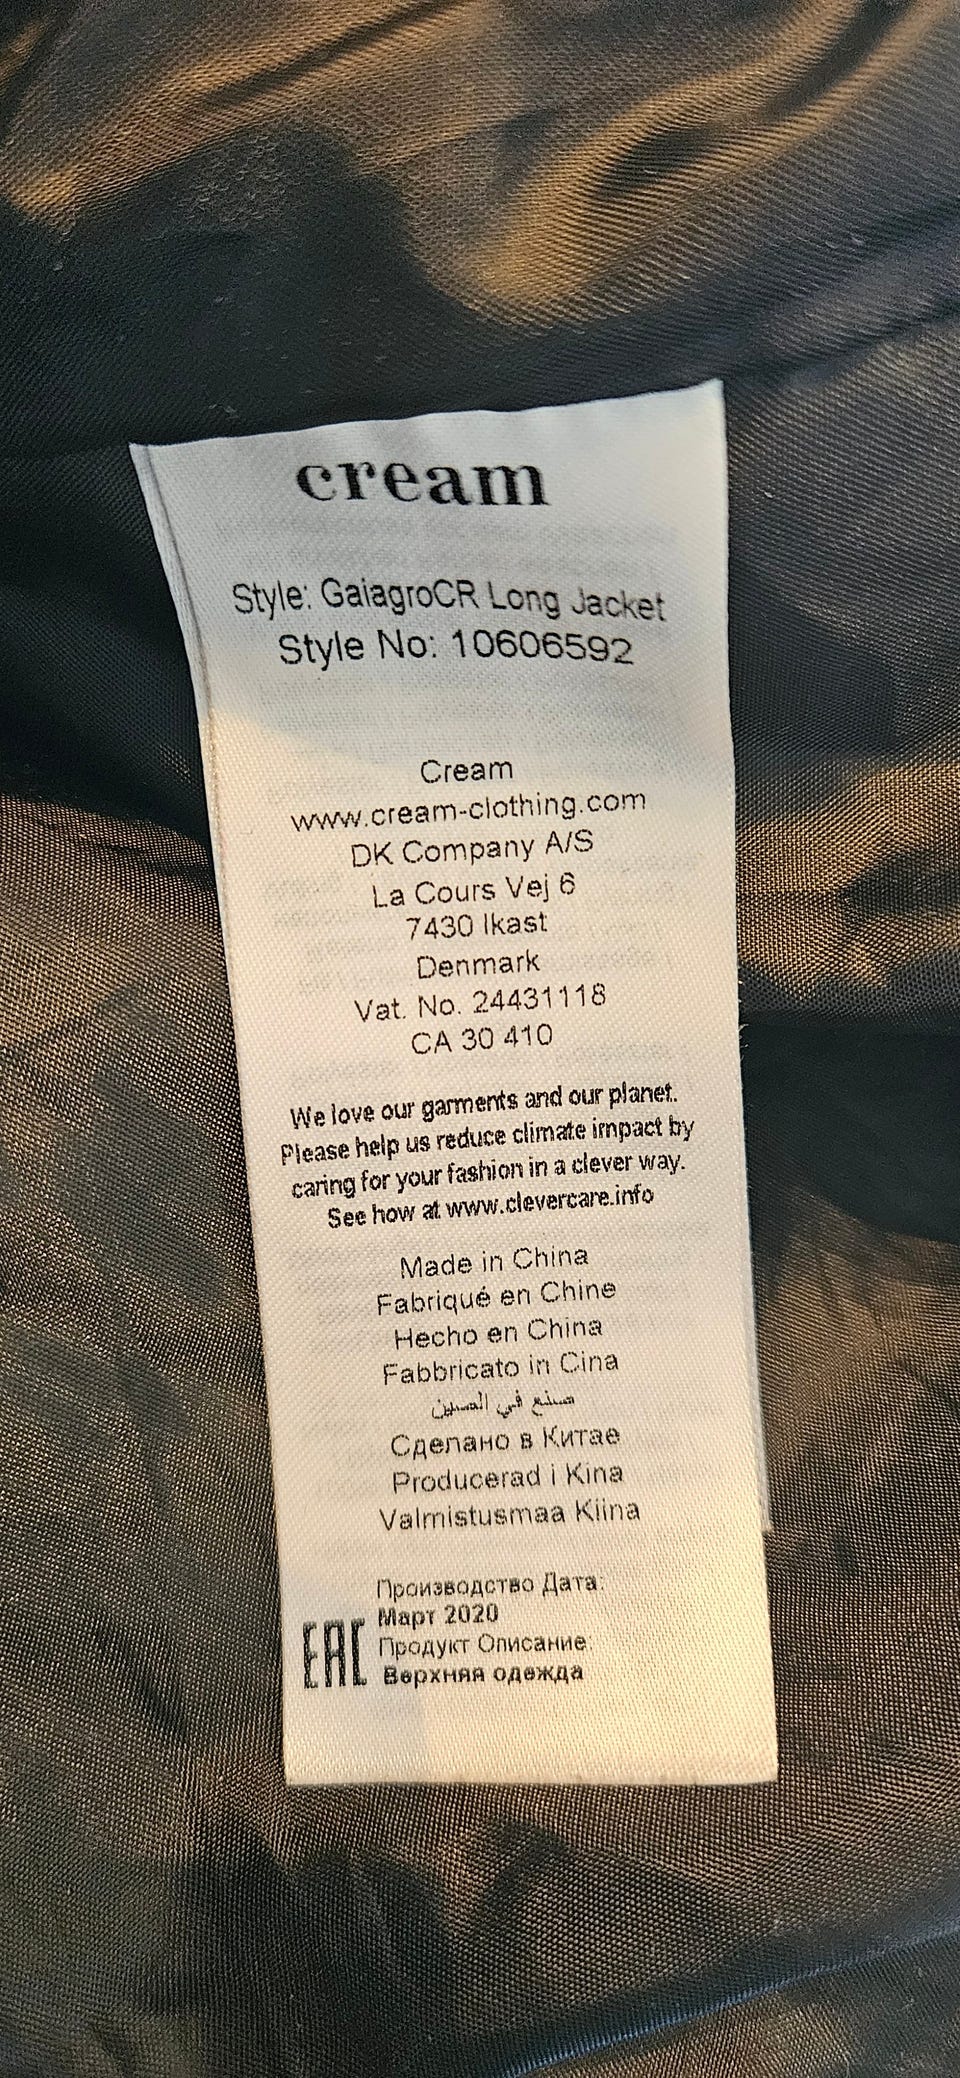 cream
Style: GaiagroCR Long Jacket
Style No: 10606592
Cream
www.cream-clothing.com
DK Company A/S
La Cours Vej 6
7430 Ikast
Denmark
Vat. No. 24431118
CA 30 410
We love our garments and our planet.
Please help us reduce climate impact by
caring for your fashion in a clever way.
See how at www.clevercare.info
Made in China
Fabriqué en Chine
Hecho en China
Fabbricato in Cina
صنع في الصين
Сделано в Китае
Producerad i Kina
Valmistusmaa Kiina
Производство Дата:
Март 2020
EAC Продукт Описание:
Верхняя одежда